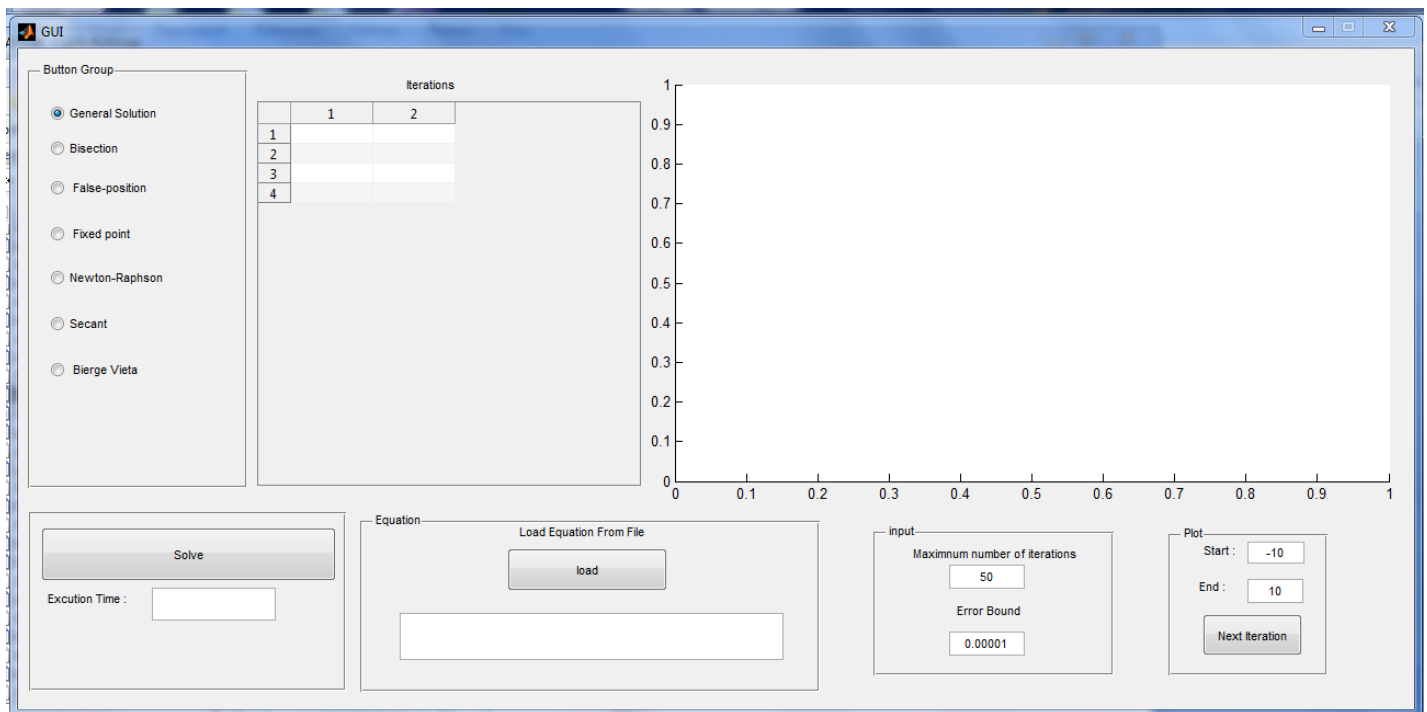 GUI
Button Group
General Solution
Bisection
False-position
Fixed point
Newton-Raphson
Secant
Bierge Vieta
Iterations
1 2
1
2
3
4
1
0.9
0.8
0.7
0.6
0.5
0.4
0.3
0.2
0.1
0
0 0.1 0.2 0.3 0.4 0.5 0.6 0.7 0.8 0.9 1
Solve
Excution Time :
Equation
Load Equation From File
load
input
Maximnum number of iterations
50
Error Bound
0.00001
Plot
Start : -10
End : 10
Next Iteration